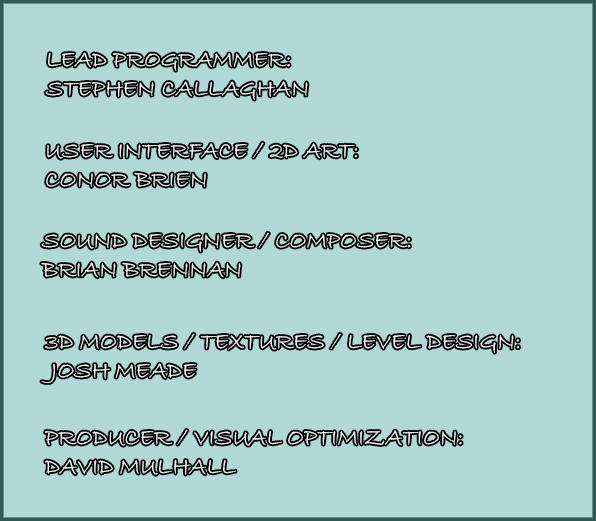 LEAD PROGRAMMER:
STEPHEN CALLAGHAN
USER INTERFACE / 2D ART:
CONOR BRIEN
SOUND DESIGNER / COMPOSER:
BRIAN BRENNAN
3D MODELS / TEXTURES / LEVEL DESIGN:
JOSH MEADE
PRODUCER / VISUAL OPTIMIZATION:
DAVID MULHALL